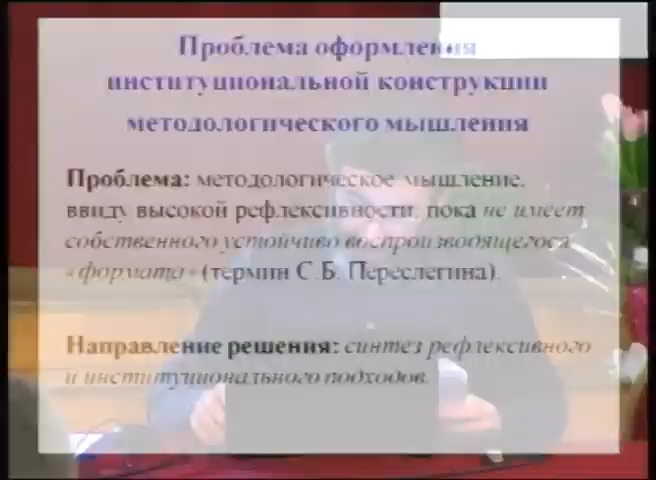 Проблема оформления
институциональной конструкции
методологического мышления
Проблема: методологическое мышление,
ввиду высокой рефлексивности, пока не имеет
собственного устойчиво воспроизводящегося
«формата» (термин С.Б. Переслегина).
Направление решения: синтез рефлексивного
и институционального подходов.